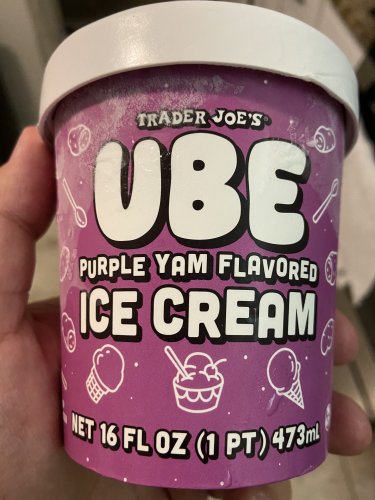 TRADER JOE'S
UBE
PURPLE YAM FLAVORED
ICE CREAM
NET 16 FL OZ (1 PT) 473mL